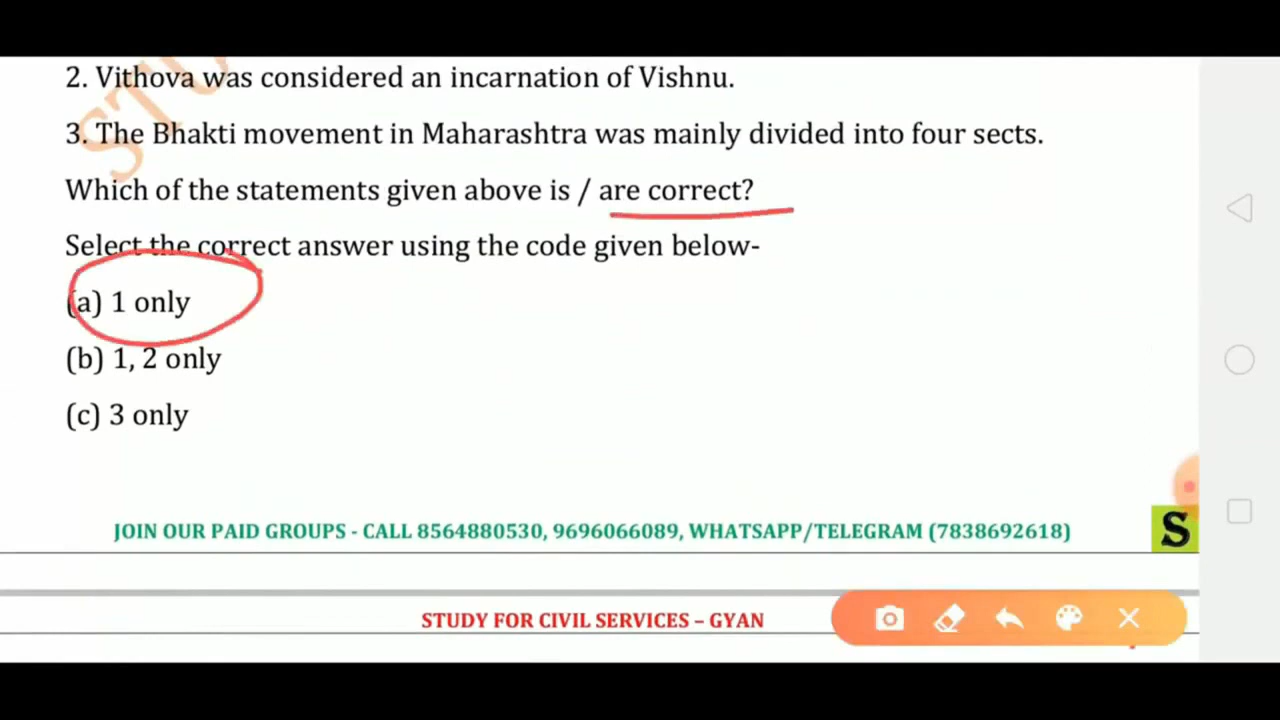 2. Vithova was considered an incarnation of Vishnu.
3. The Bhakti movement in Maharashtra was mainly divided into four sects.
Which of the statements given above is / are correct?
Select the correct answer using the code given below-
(a) 1 only
(b) 1, 2 only
(c) 3 only
JOIN OUR PAID GROUPS - CALL 8564880530, 9696066089, WHATSAPP/TELEGRAM (7838692618)
S
STUDY FOR CIVIL SERVICES – GYAN